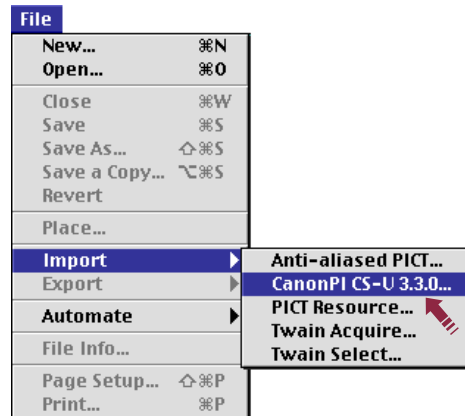 File
New... ⌘N
Open... ⌘O
Close ⌘W
Save ⌘S
Save As... ⇧⌘S
Save a Copy... ⌥⌘S
Revert
Place...
Import
Export
Automate
File Info...
Page Setup... ⇧⌘P
Print... ⌘P
Anti-aliased PICT...
CanonPI CS-U 3.3.0...
PICT Resource...
Twain Acquire...
Twain Select...